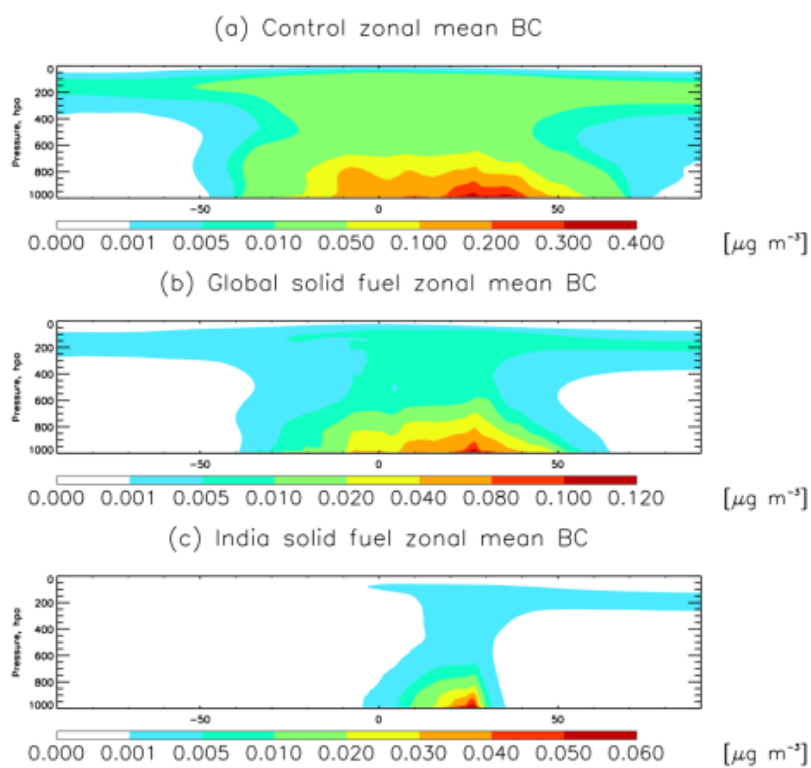 (a) Control zonal mean BC
0
200
400
600
800
1000
Pressure, hpa
−50 0 50
0.000 0.001 0.005 0.010 0.050 0.100 0.200 0.300 0.400 [μg m⁻³]
(b) Global solid fuel zonal mean BC
0
200
400
600
800
1000
Pressure, hpa
−50 0 50
0.000 0.001 0.005 0.010 0.020 0.040 0.080 0.100 0.120 [μg m⁻³]
(c) India solid fuel zonal mean BC
0
200
400
600
800
1000
Pressure, hpa
−50 0 50
0.000 0.001 0.005 0.010 0.020 0.030 0.040 0.050 0.060 [μg m⁻³]